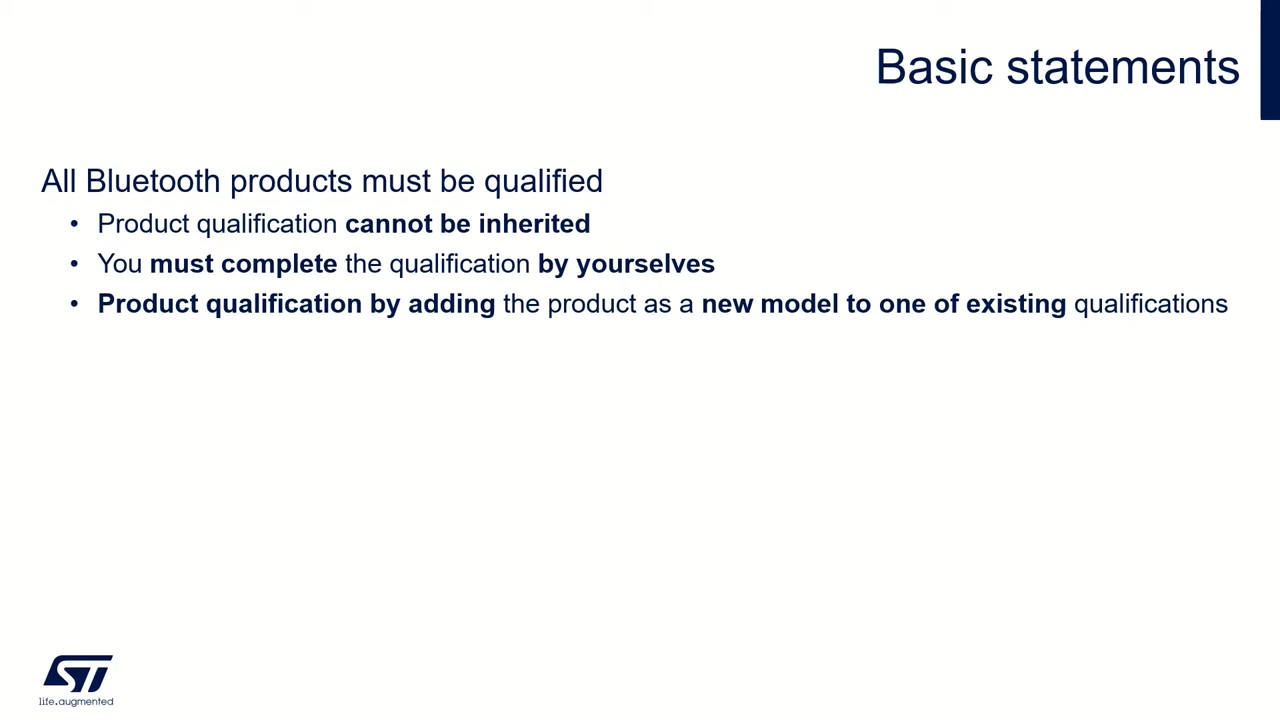 Basic statements
All Bluetooth products must be qualified
• Product qualification cannot be inherited
• You must complete the qualification by yourselves
• Product qualification by adding the product as a new model to one of existing qualifications
ST
life.augmented